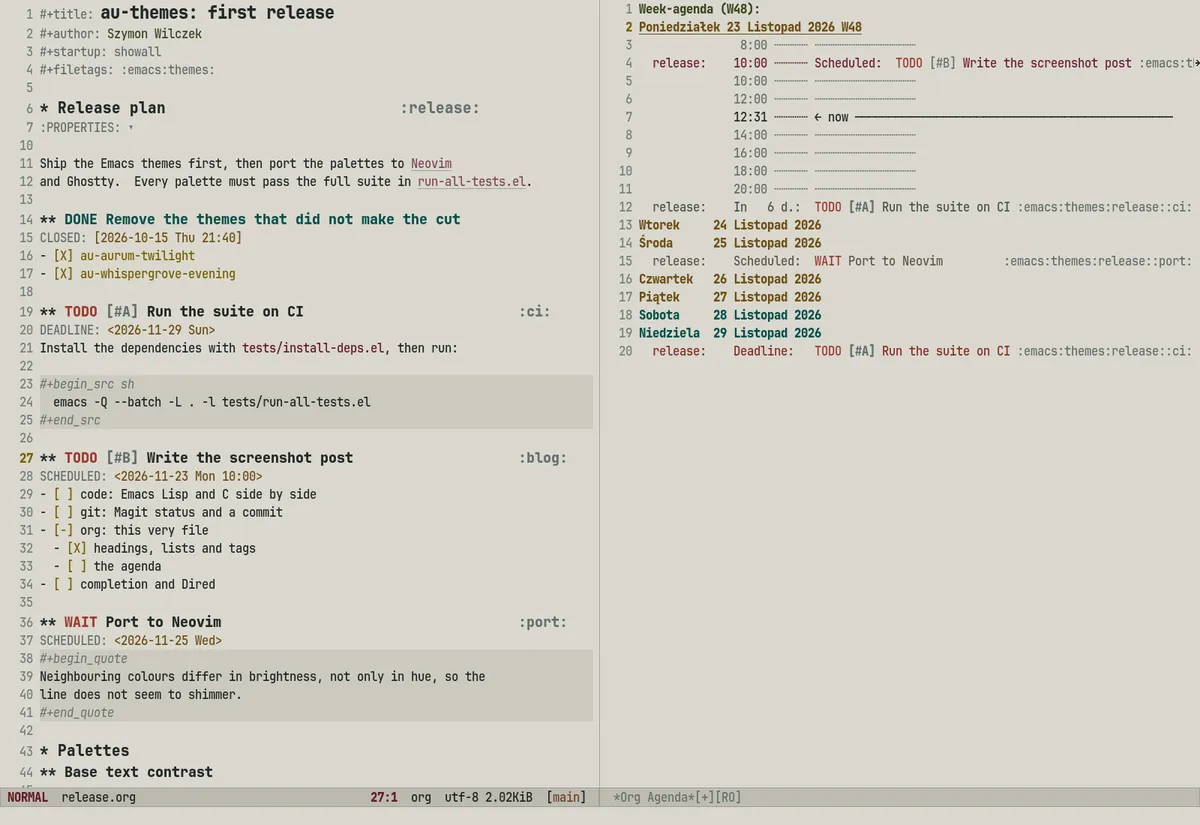 1 #+title: au-themes: first release
2 #+author: Szymon Wilczek
3 #+startup: showall
4 #+filetags: :emacs:themes:
5
6 * Release plan :release:
7 :PROPERTIES: ▾
10
11 Ship the Emacs themes first, then port the palettes to Neovim
12 and Ghostty.  Every palette must pass the full suite in run-all-tests.el.
13
14 ** DONE Remove the themes that did not make the cut
15 CLOSED: [2026-10-15 Thu 21:40]
16 - [X] au-aurum-twilight
17 - [X] au-whispergrove-evening
18
19 ** TODO [#A] Run the suite on CI :ci:
20 DEADLINE: <2026-11-29 Sun>
21 Install the dependencies with tests/install-deps.el, then run:
22
23 #+begin_src sh
24   emacs -Q --batch -L . -l tests/run-all-tests.el
25 #+end_src
26
27 ** TODO [#B] Write the screenshot post :blog:
28 SCHEDULED: <2026-11-23 Mon 10:00>
29 - [ ] code: Emacs Lisp and C side by side
30 - [ ] git: Magit status and a commit
31 - [-] org: this very file
32   - [X] headings, lists and tags
33   - [ ] the agenda
34 - [ ] completion and Dired
35
36 ** WAIT Port to Neovim :port:
37 SCHEDULED: <2026-11-25 Wed>
38 #+begin_quote
39 Neighbouring colours differ in brightness, not only in hue, so the
40 line does not seem to shimmer.
41 #+end_quote
42
43 * Palettes
44 ** Base text contrast
NORMAL release.org 27:1 org utf-8 2.02KiB [main]
1 Week-agenda (W48):
2 Poniedziałek 23 Listopad 2026 W48
3 8:00 ┄┄┄┄┄ ┄┄┄┄┄┄┄┄┄┄┄┄┄┄┄
4 release: 10:00 ┄┄┄┄┄ Scheduled: TODO [#B] Write the screenshot post :emacs:t
5 10:00 ┄┄┄┄┄ ┄┄┄┄┄┄┄┄┄┄┄┄┄┄┄
6 12:00 ┄┄┄┄┄ ┄┄┄┄┄┄┄┄┄┄┄┄┄┄┄
7 12:31 ┄┄┄┄┄ ← now ───────────────────────────────────────────────
8 14:00 ┄┄┄┄┄ ┄┄┄┄┄┄┄┄┄┄┄┄┄┄┄
9 16:00 ┄┄┄┄┄ ┄┄┄┄┄┄┄┄┄┄┄┄┄┄┄
10 18:00 ┄┄┄┄┄ ┄┄┄┄┄┄┄┄┄┄┄┄┄┄┄
11 20:00 ┄┄┄┄┄ ┄┄┄┄┄┄┄┄┄┄┄┄┄┄┄
12 release: In 6 d.: TODO [#A] Run the suite on CI :emacs:themes:release::ci:
13 Wtorek 24 Listopad 2026
14 Środa 25 Listopad 2026
15 release: Scheduled: WAIT Port to Neovim :emacs:themes:release::port:
16 Czwartek 26 Listopad 2026
17 Piątek 27 Listopad 2026
18 Sobota 28 Listopad 2026
19 Niedziela 29 Listopad 2026
20 release: Deadline: TODO [#A] Run the suite on CI :emacs:themes:release::ci:
*Org Agenda*[+][RO]